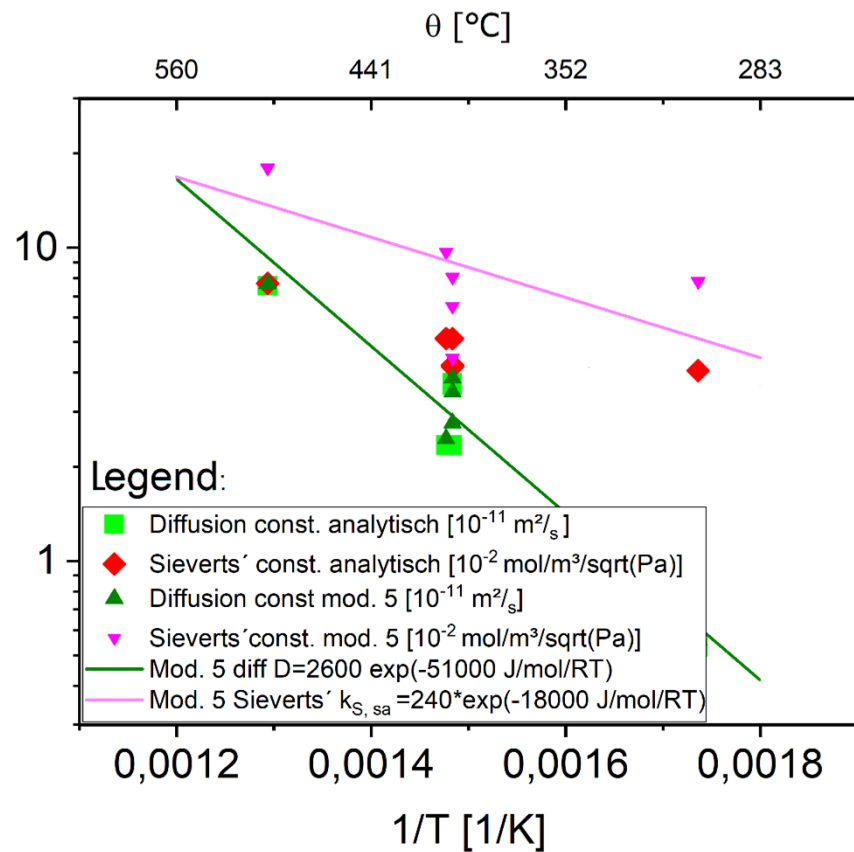 θ [°C]
560 441 352 283
10
1
Legend:
Diffusion const. analytisch [10⁻¹¹ m²/s]
Sieverts´ const. analytisch [10⁻² mol/m³/sqrt(Pa)]
Diffusion const mod. 5 [10⁻¹¹ m²/s]
Sieverts´const. mod. 5 [10⁻² mol/m³/sqrt(Pa)]
Mod. 5 diff D=2600 exp(-51000 J/mol/RT)
Mod. 5 Sieverts´ kS, sa =240*exp(-18000 J/mol/RT)
0,0012 0,0014 0,0016 0,0018
1/T [1/K]